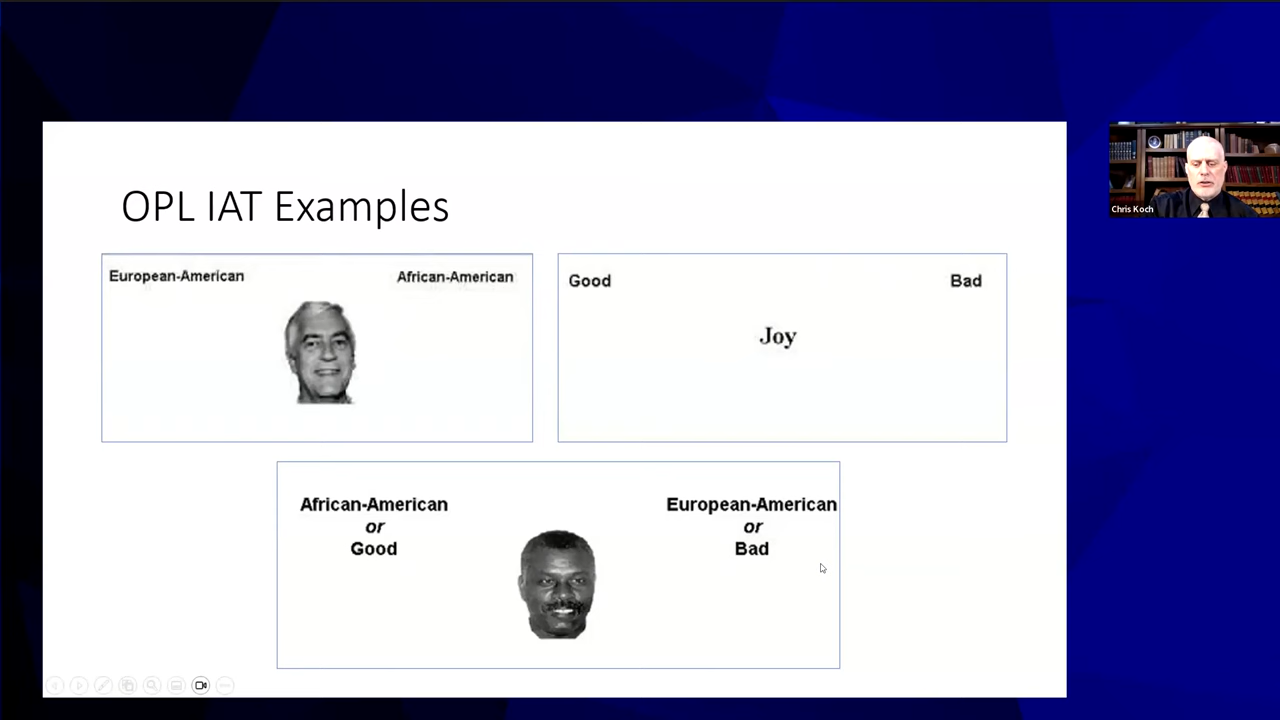 OPL IAT Examples
European-American
African-American
Good
Bad
Joy
African-American
or
Good
European-American
or
Bad
Chris Koch